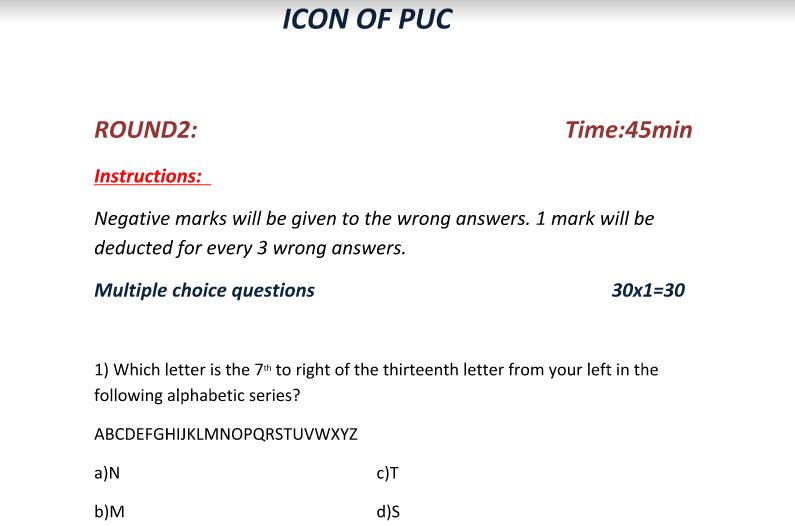 ICON OF PUC
ROUND2: Time:45min
Instructions:
Negative marks will be given to the wrong answers. 1 mark will be
deducted for every 3 wrong answers.
Multiple choice questions 30x1=30
1) Which letter is the 7th to right of the thirteenth letter from your left in the
following alphabetic series?
ABCDEFGHIJKLMNOPQRSTUVWXYZ
a)N c)T
b)M d)S